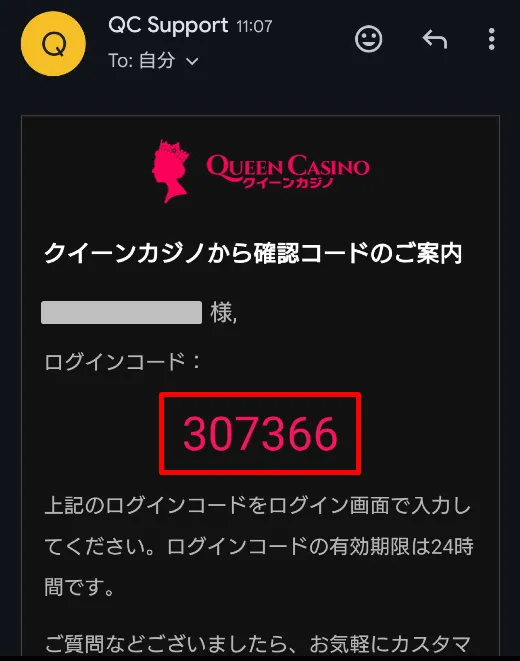 Q
QC Support 11:07
To: 自分
QUEEN CASINO
クイーンカジノ
クイーンカジノから確認コードのご案内
様,
ログインコード：
307366
上記のログインコードをログイン画面で入力し
てください。ログインコードの有効期限は24時
間です。
ご質問などございましたら、お気軽にカスタマ